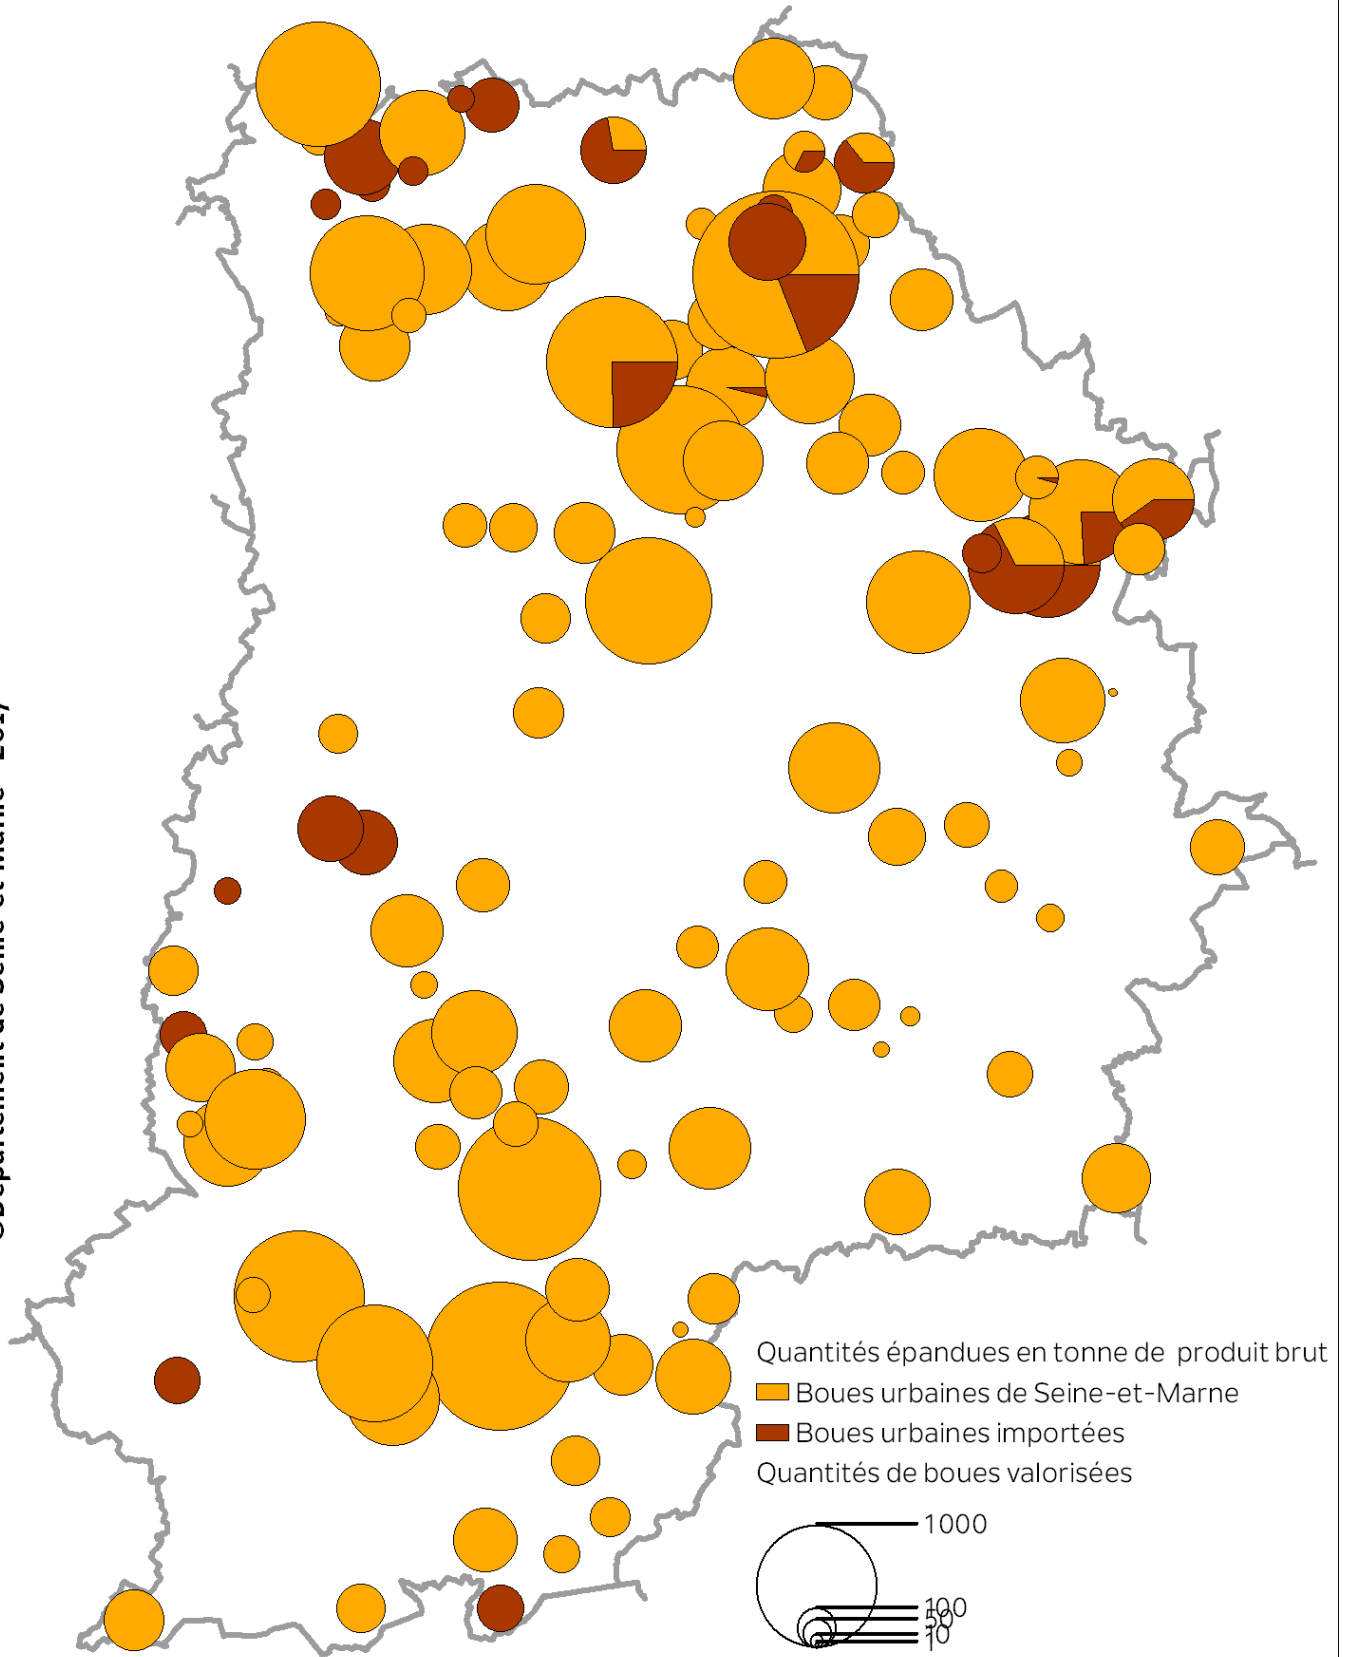 Quantités épandues en tonne de produit brut
Boues urbaines de Seine-et-Marne
Boues urbaines importées
Quantités de boues valorisées
1000
100
50
10
1